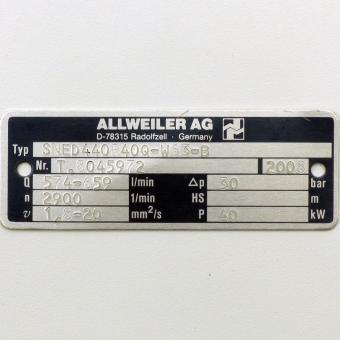 ALLWEILER AG
D-78315 Radolfzell · Germany
Typ SNED440 40Q-W33-B
Nr. T.8045972 2008
Q 574-659 l/min Δp 30 bar
n 2900 1/min HS m
ν 1,8-20 mm²/s P 40 kW